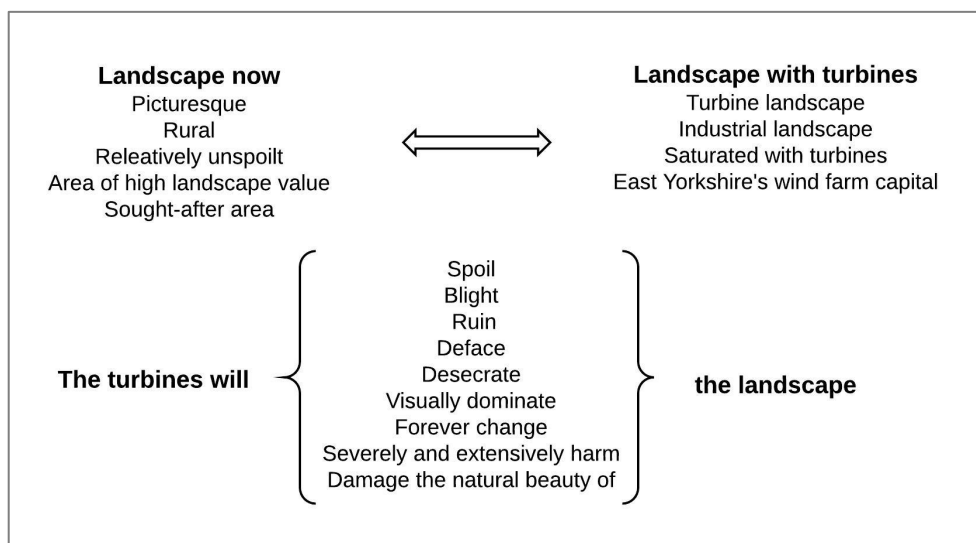 Landscape now
Picturesque
Rural
Releatively unspoilt
Area of high landscape value
Sought-after area
Landscape with turbines
Turbine landscape
Industrial landscape
Saturated with turbines
East Yorkshire's wind farm capital
The turbines will
Spoil
Blight
Ruin
Deface
Desecrate
Visually dominate
Forever change
Severely and extensively harm
Damage the natural beauty of
the landscape